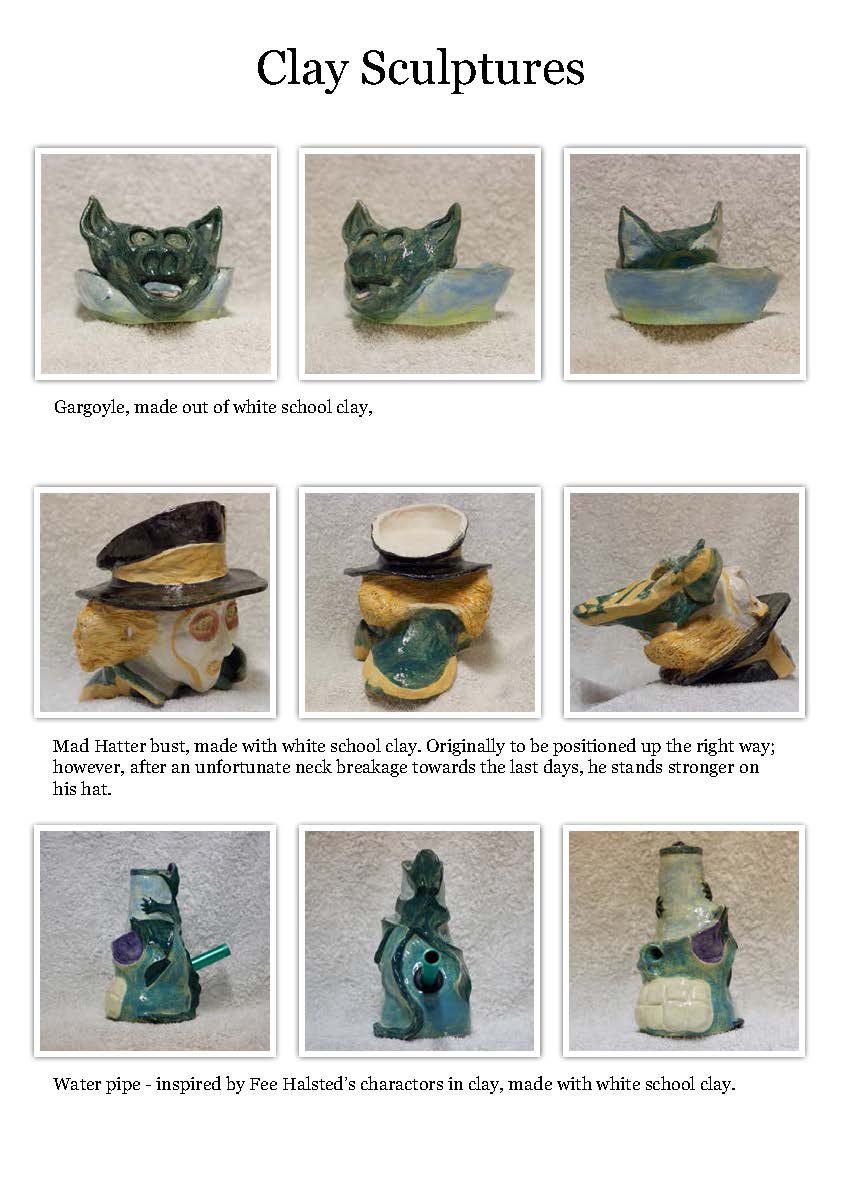 Clay Sculptures
Gargoyle, made out of white school clay,
Mad Hatter bust, made with white school clay. Originally to be positioned up the right way;
however, after an unfortunate neck breakage towards the last days, he stands stronger on
his hat.
Water pipe - inspired by Fee Halsted's charactors in clay, made with white school clay.